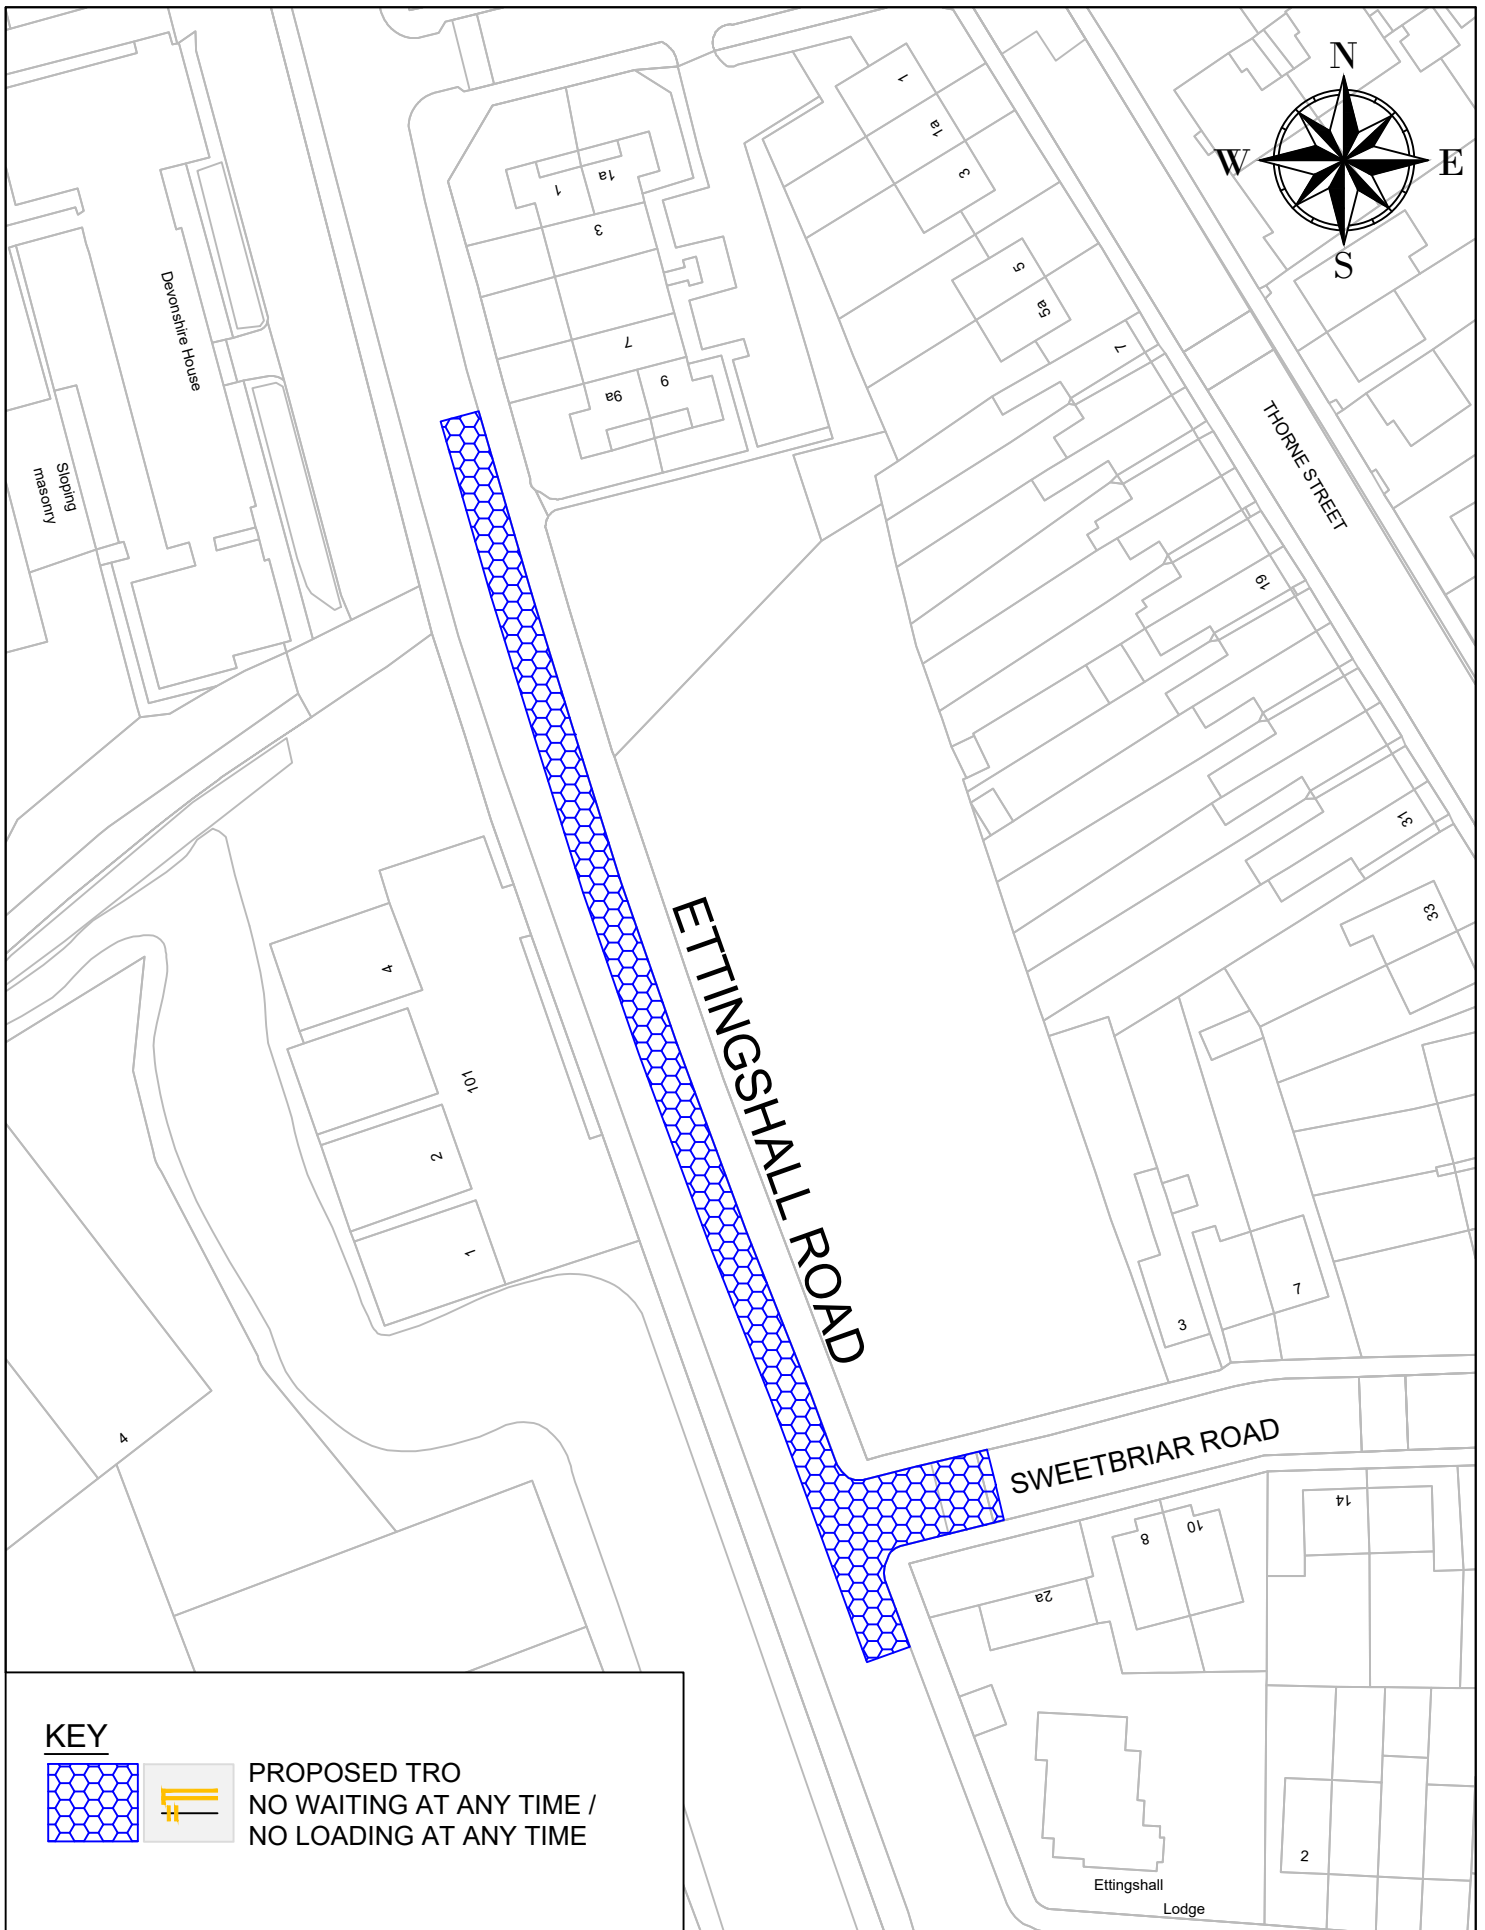 N
W
E
S
1
1a
3
5
5a
7
19
31
33
THORNE STREET
1
1a
3
7
9a
9
Devonshire House
Sloping
masonry
ETTINGSHALL ROAD
4
101
2
1
4
3
7
SWEETBRIAR ROAD
14
8
10
2a
2
Ettingshall
Lodge
KEY
PROPOSED TRO
NO WAITING AT ANY TIME /
NO LOADING AT ANY TIME